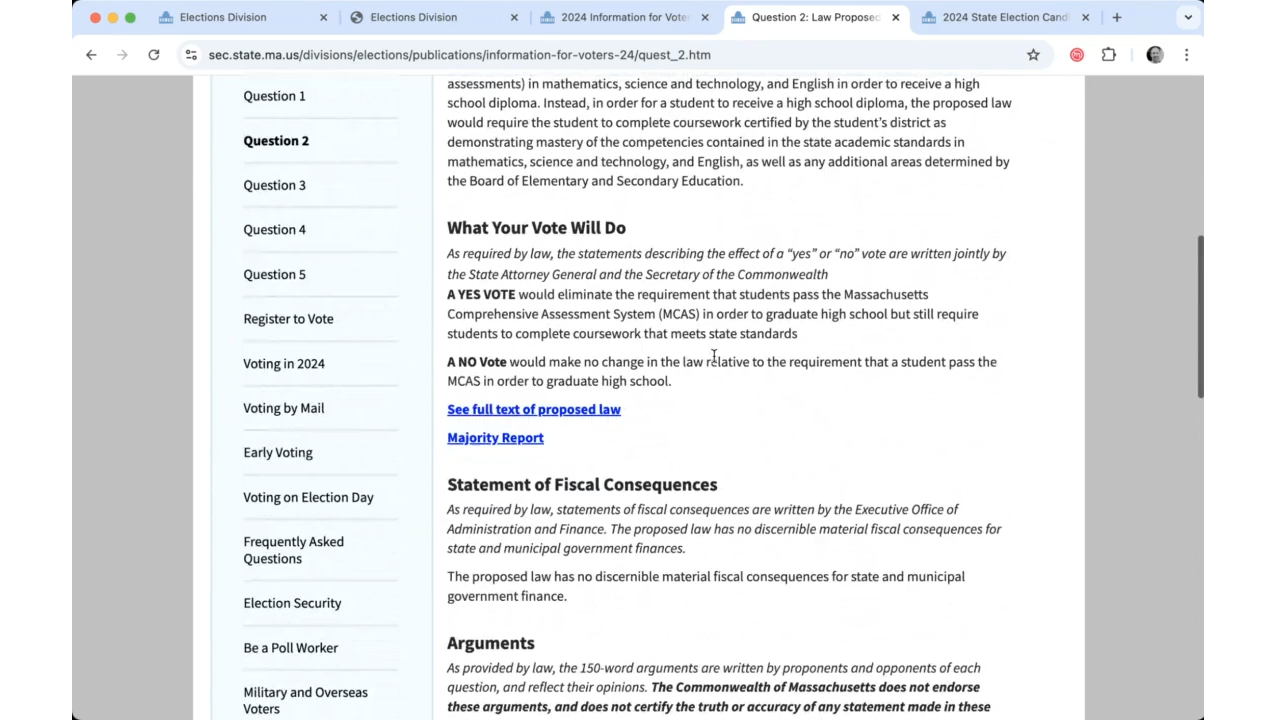 Elections Division
Elections Division
2024 Information for Voter
Question 2: Law Proposed
2024 State Election Candi
sec.state.ma.us/divisions/elections/publications/information-for-voters-24/quest_2.htm
Question 1
Question 2
Question 3
Question 4
Question 5
Register to Vote
Voting in 2024
Voting by Mail
Early Voting
Voting on Election Day
Frequently Asked
Questions
Election Security
Be a Poll Worker
Military and Overseas
Voters
assessments) in mathematics, science and technology, and English in order to receive a high
school diploma. Instead, in order for a student to receive a high school diploma, the proposed law
would require the student to complete coursework certified by the student’s district as
demonstrating mastery of the competencies contained in the state academic standards in
mathematics, science and technology, and English, as well as any additional areas determined by
the Board of Elementary and Secondary Education.
What Your Vote Will Do
As required by law, the statements describing the effect of a “yes” or “no” vote are written jointly by
the State Attorney General and the Secretary of the Commonwealth
A YES VOTE would eliminate the requirement that students pass the Massachusetts
Comprehensive Assessment System (MCAS) in order to graduate high school but still require
students to complete coursework that meets state standards
A NO Vote would make no change in the law relative to the requirement that a student pass the
MCAS in order to graduate high school.
See full text of proposed law
Majority Report
Statement of Fiscal Consequences
As required by law, statements of fiscal consequences are written by the Executive Office of
Administration and Finance. The proposed law has no discernible material fiscal consequences for
state and municipal government finances.
The proposed law has no discernible material fiscal consequences for state and municipal
government finance.
Arguments
As provided by law, the 150-word arguments are written by proponents and opponents of each
question, and reflect their opinions. The Commonwealth of Massachusetts does not endorse
these arguments, and does not certify the truth or accuracy of any statement made in these